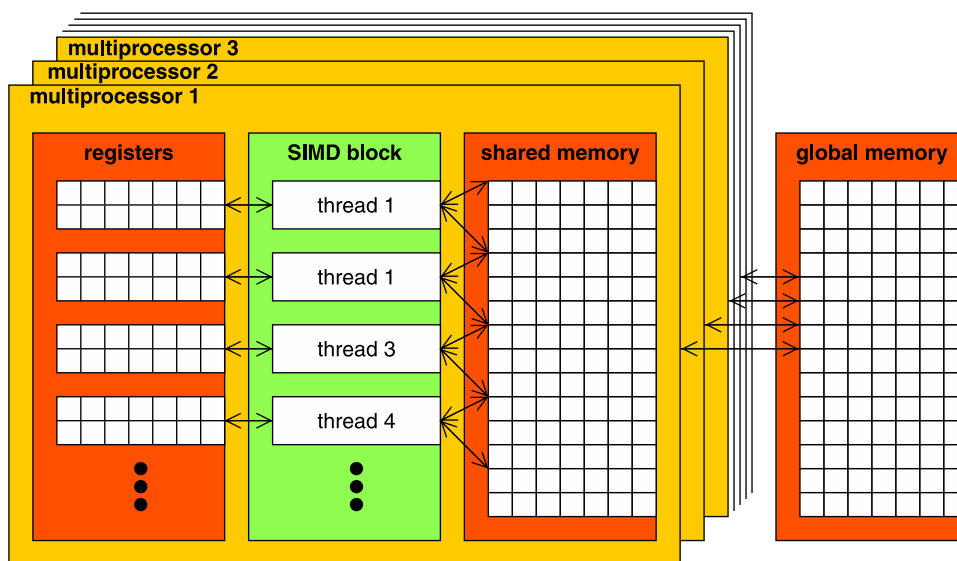 multiprocessor 3
multiprocessor 2
multiprocessor 1
registers
SIMD block
shared memory
global memory
thread 1
thread 1
thread 3
thread 4